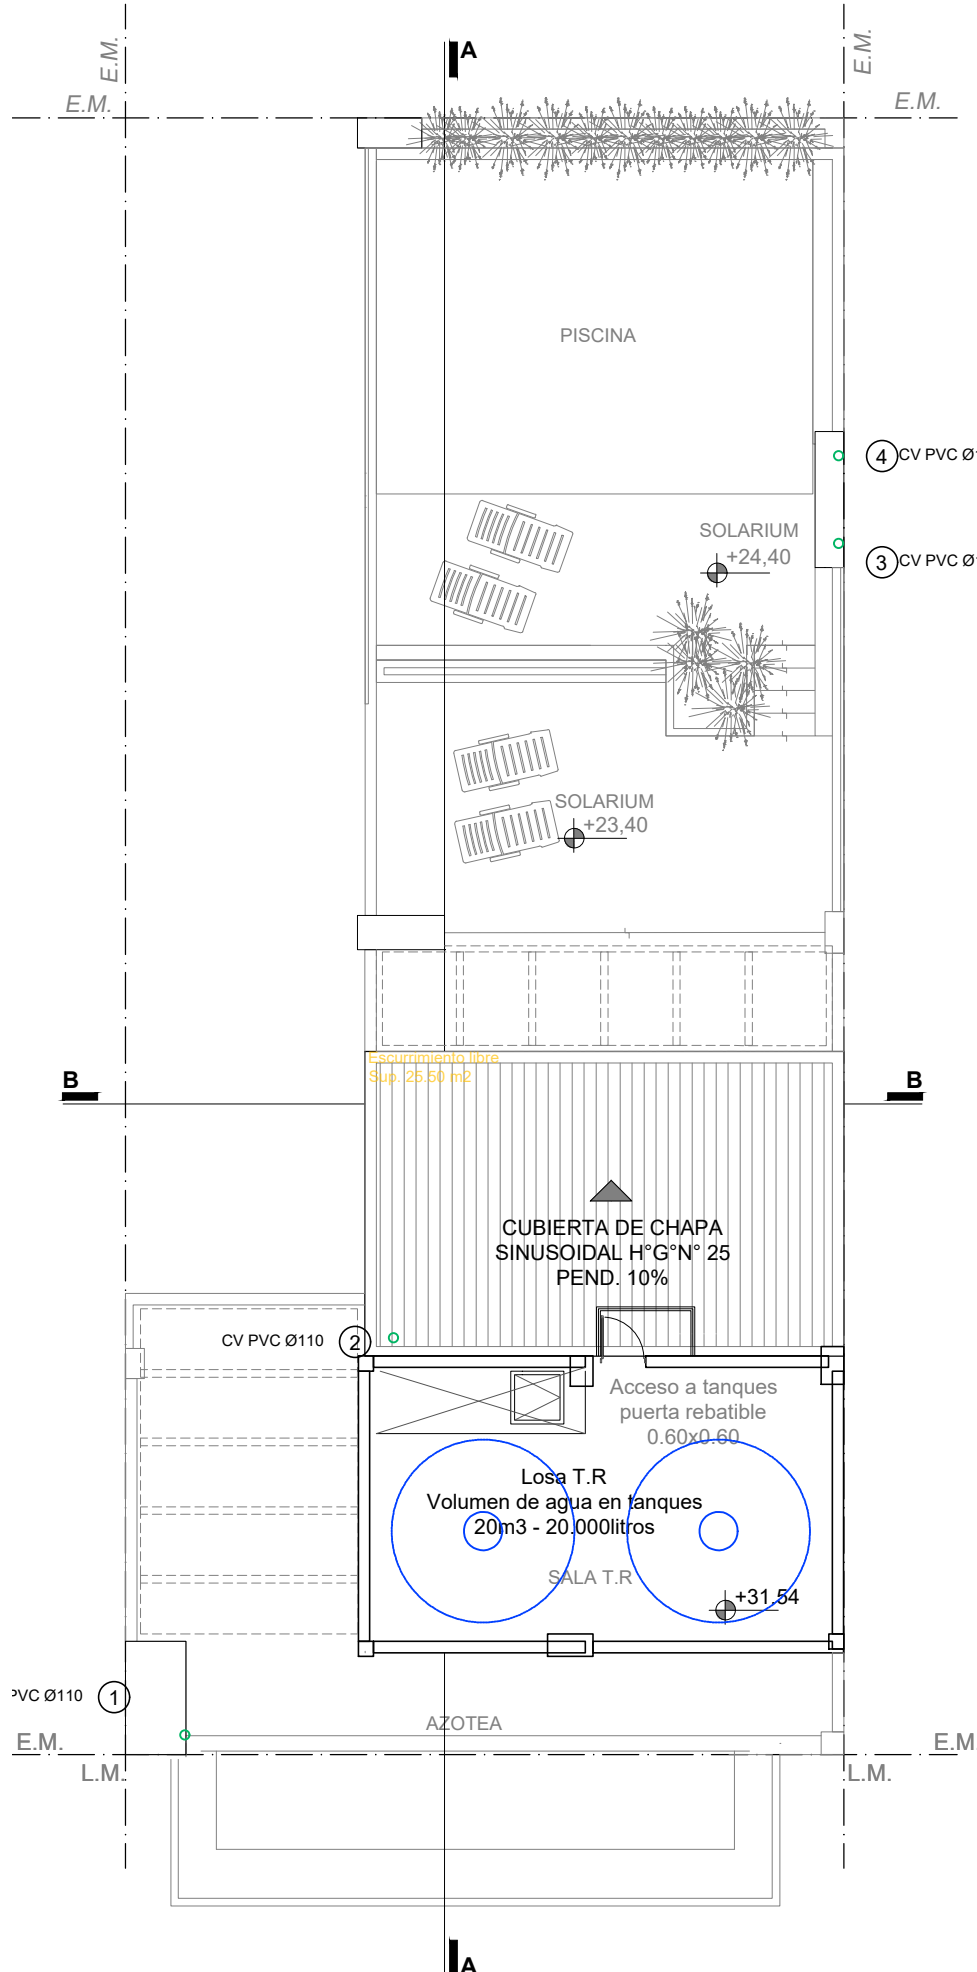 E.M.
E.M.
A
E.M.
E.M.
PISCINA
4 CV PVC Ø
SOLARIUM
+24,40
3 CV PVC Ø
SOLARIUM
+23,40
Escurrimiento libre
Sup. 25.50 m2
B
B
CUBIERTA DE CHAPA
SINUSOIDAL H°G°N° 25
PEND. 10%
CV PVC Ø110 2
Acceso a tanques
puerta rebatible
0.60x0.60
Losa T.R
Volumen de agua en tanques
20m3 - 20.000litros
SALA T.R
+31.54
PVC Ø110 1
AZOTEA
E.M.
E.M
L.M.
L.M.
A